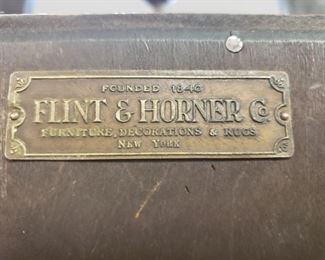 FOUNDED 1840
FLINT & HORNER Co.
FURNITURE, DECORATIONS & RUGS
NEW YORK